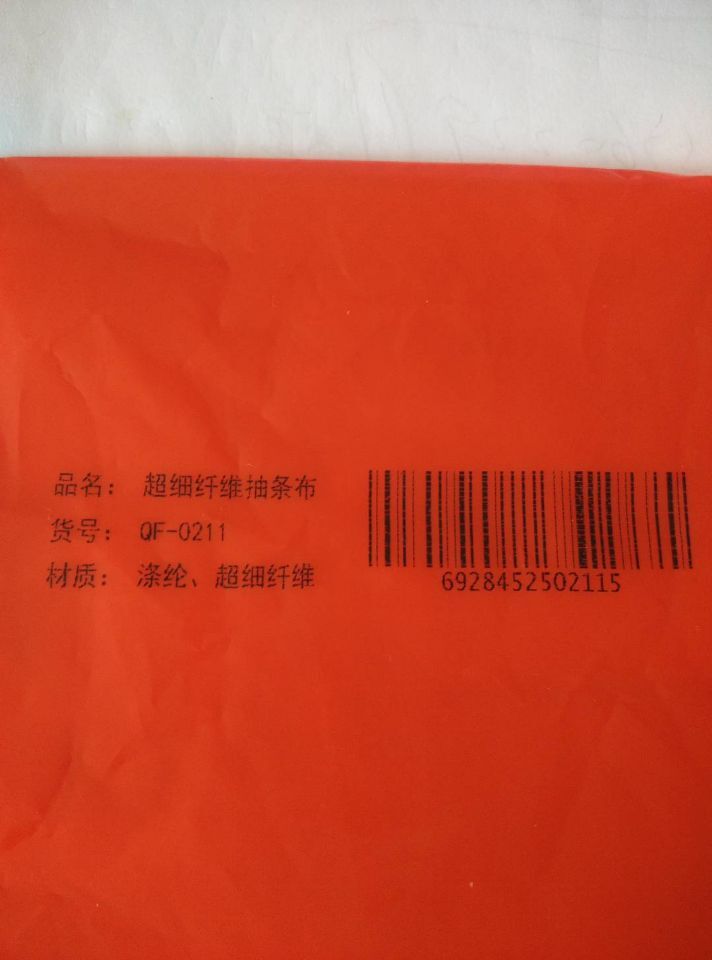 品名： 超细纤维抽条布
货号： QF-0211
材质： 涤纶、超细纤维
6928452502115